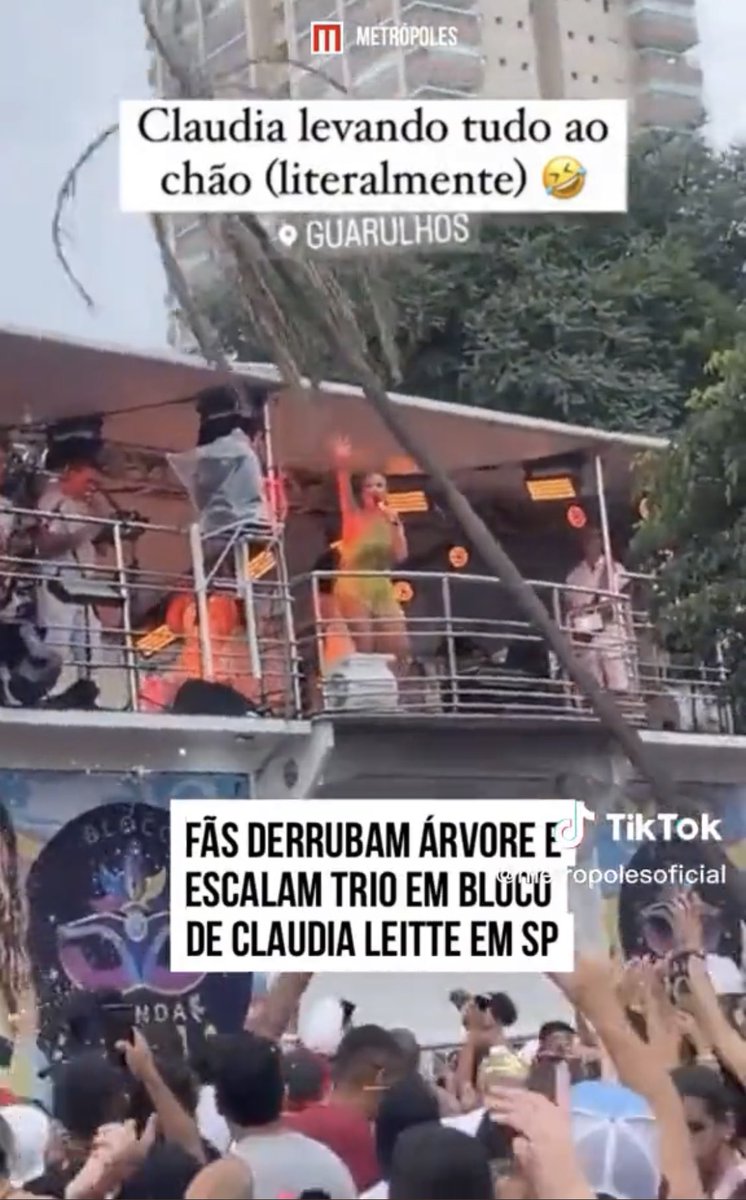 METRÓPOLES
Claudia levando tudo ao
chão (literalmente) 🤣
GUARULHOS
FÃS DERRUBAM ÁRVORE E
ESCALAM TRIO EM BLOCO
DE CLAUDIA LEITTE EM SP
TikTok
@metropolesoficial
BLOCO